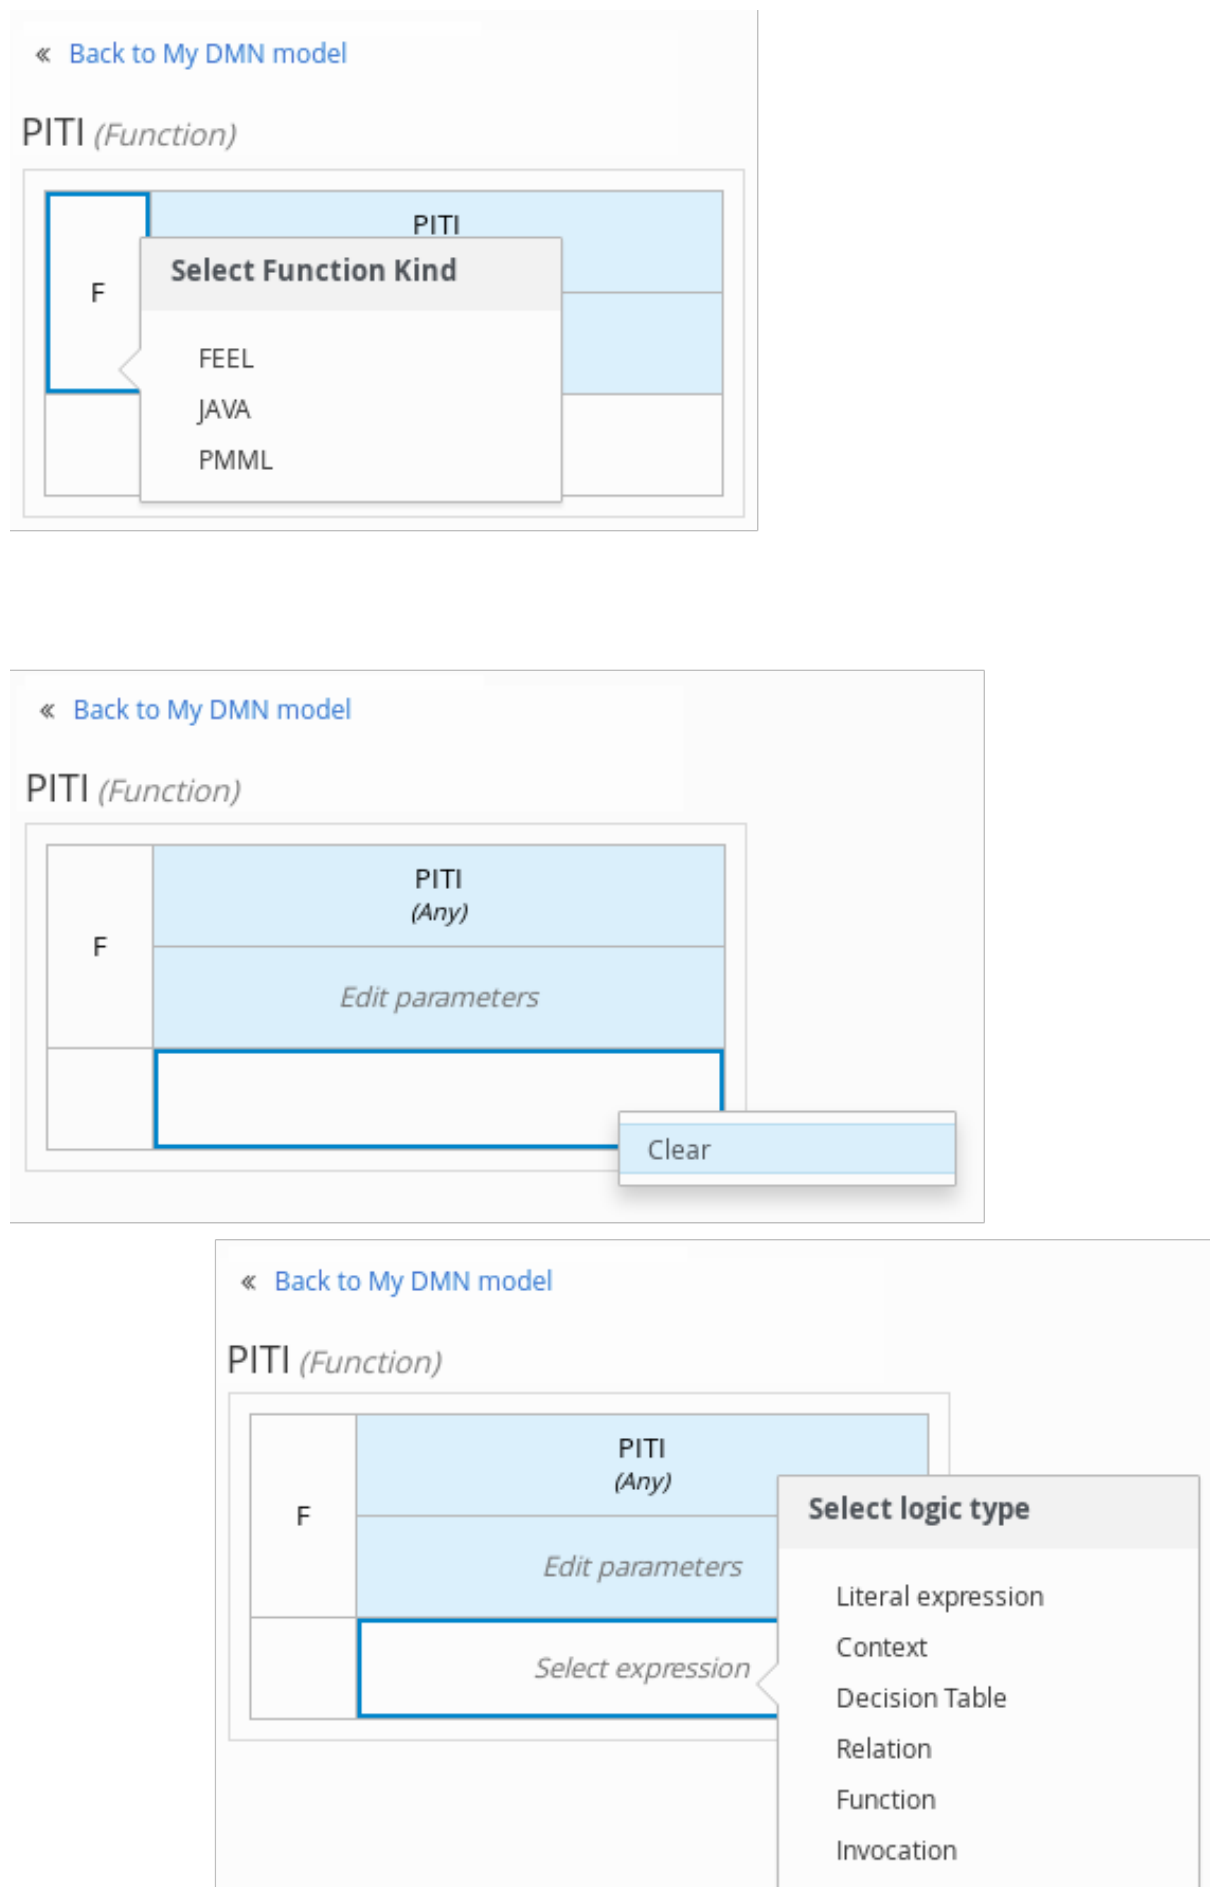 « Back to My DMN model
PITI (Function)
PITI
F
Select Function Kind
FEEL
JAVA
PMML
« Back to My DMN model
PITI (Function)
PITI
(Any)
F
Edit parameters
Clear
« Back to My DMN model
PITI (Function)
PITI
(Any)
F
Edit parameters
Select expression
Select logic type
Literal expression
Context
Decision Table
Relation
Function
Invocation